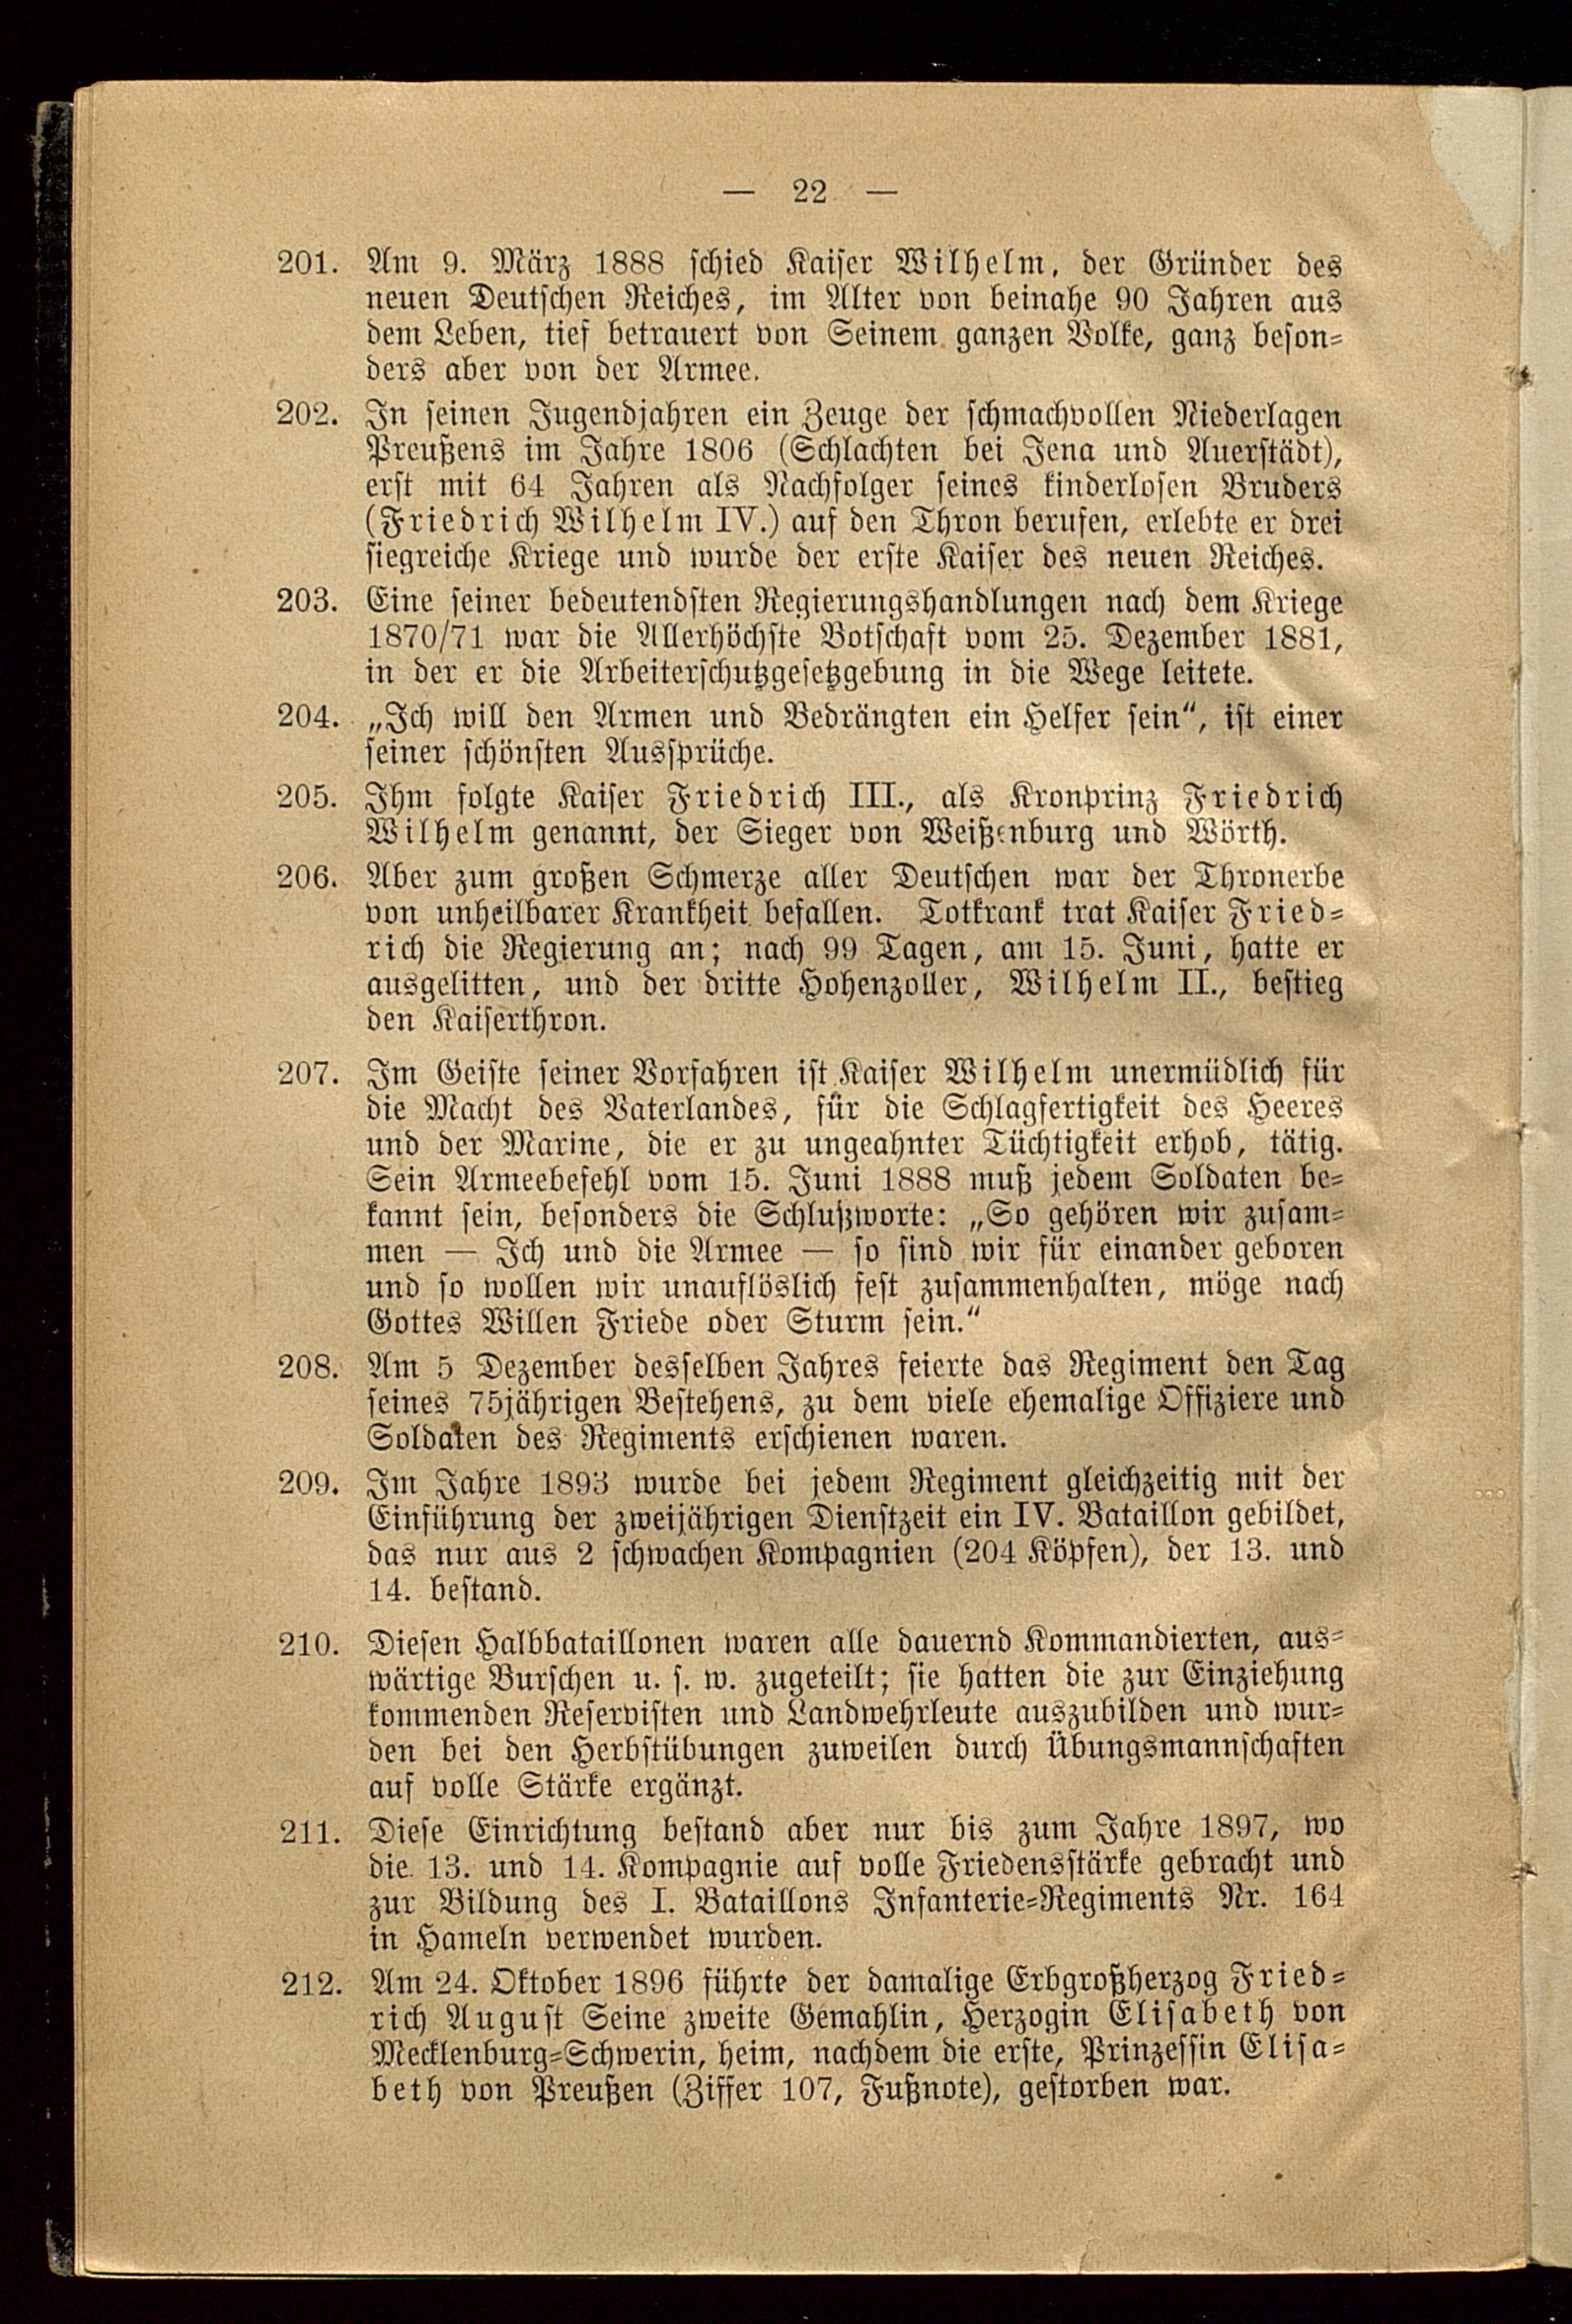 — 22 —
201. Am 9. März 1888 schied Kaiser Wilhelm, der Gründer des
neuen Deutschen Reiches, im Alter von beinahe 90 Jahren aus
dem Leben, tief betrauert von Seinem ganzen Volke, ganz beson-
ders aber von der Armee.
202. In seinen Jugendjahren ein Zeuge der schmachvollen Niederlagen
Preußens im Jahre 1806 (Schlachten bei Jena und Auerstädt),
erst mit 64 Jahren als Nachfolger seines kinderlosen Bruders
(Friedrich Wilhelm IV.) auf den Thron berufen, erlebte er drei
siegreiche Kriege und wurde der erste Kaiser des neuen Reiches.
203. Eine seiner bedeutendsten Regierungshandlungen nach dem Kriege
1870/71 war die Allerhöchste Botschaft vom 25. Dezember 1881,
in der er die Arbeiterschutzgesetzgebung in die Wege leitete.
204. „Ich will den Armen und Bedrängten ein Helfer sein“, ist einer
seiner schönsten Aussprüche.
205. Ihm folgte Kaiser Friedrich III., als Kronprinz Friedrich
Wilhelm genannt, der Sieger von Weißenburg und Wörth.
206. Aber zum großen Schmerze aller Deutschen war der Thronerbe
von unheilbarer Krankheit befallen. Totkrank trat Kaiser Fried-
rich die Regierung an; nach 99 Tagen, am 15. Juni, hatte er
ausgelitten, und der dritte Hohenzoller, Wilhelm II., bestieg
den Kaiserthron.
207. Im Geiste seiner Vorfahren ist Kaiser Wilhelm unermüdlich für
die Macht des Vaterlandes, für die Schlagfertigkeit des Heeres
und der Marine, die er zu ungeahnter Tüchtigkeit erhob, tätig.
Sein Armeebefehl vom 15. Juni 1888 muß jedem Soldaten be-
kannt sein, besonders die Schlußworte: „So gehören wir zusam-
men — Ich und die Armee — so sind wir für einander geboren
und so wollen wir unauflöslich fest zusammenhalten, möge nach
Gottes Willen Friede oder Sturm sein.“
208. Am 5 Dezember desselben Jahres feierte das Regiment den Tag
seines 75jährigen Bestehens, zu dem viele ehemalige Offiziere und
Soldaten des Regiments erschienen waren.
209. Im Jahre 1893 wurde bei jedem Regiment gleichzeitig mit der
Einführung der zweijährigen Dienstzeit ein IV. Bataillon gebildet,
das nur aus 2 schwachen Kompagnien (204 Köpfen), der 13. und
14. bestand.
210. Diesen Halbbataillonen waren alle dauernd Kommandierten, aus-
wärtige Burschen u. s. w. zugeteilt; sie hatten die zur Einziehung
kommenden Reservisten und Landwehrleute auszubilden und wur-
den bei den Herbstübungen zuweilen durch Übungsmannschaften
auf volle Stärke ergänzt.
211. Diese Einrichtung bestand aber nur bis zum Jahre 1897, wo
die 13. und 14. Kompagnie auf volle Friedensstärke gebracht und
zur Bildung des I. Bataillons Infanterie-Regiments Nr. 164
in Hameln verwendet wurden.
212. Am 24. Oktober 1896 führte der damalige Erbgroßherzog Fried-
rich August Seine zweite Gemahlin, Herzogin Elisabeth von
Mecklenburg-Schwerin, heim, nachdem die erste, Prinzessin Elisa-
beth von Preußen (Ziffer 107, Fußnote), gestorben war.